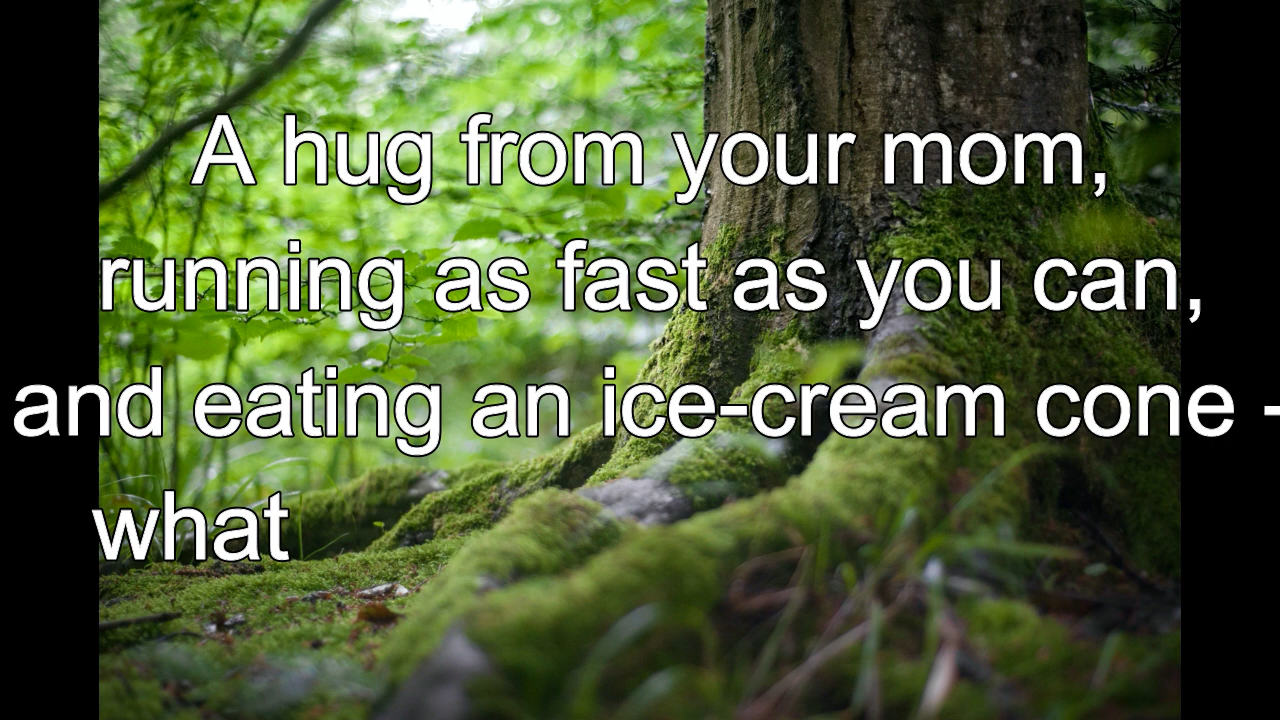 A hug from your mom,
running as fast as you can,
and eating an ice-cream cone -
what